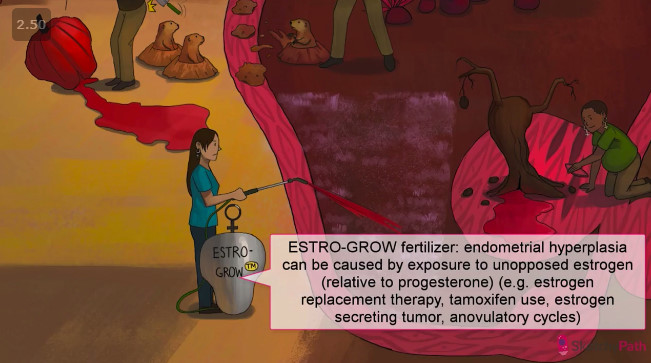 2.50
ESTRO-
GROW
TM
ESTRO-GROW fertilizer: endometrial hyperplasia
can be caused by exposure to unopposed estrogen
(relative to progesterone) (e.g. estrogen
replacement therapy, tamoxifen use, estrogen
secreting tumor, anovulatory cycles)
Path